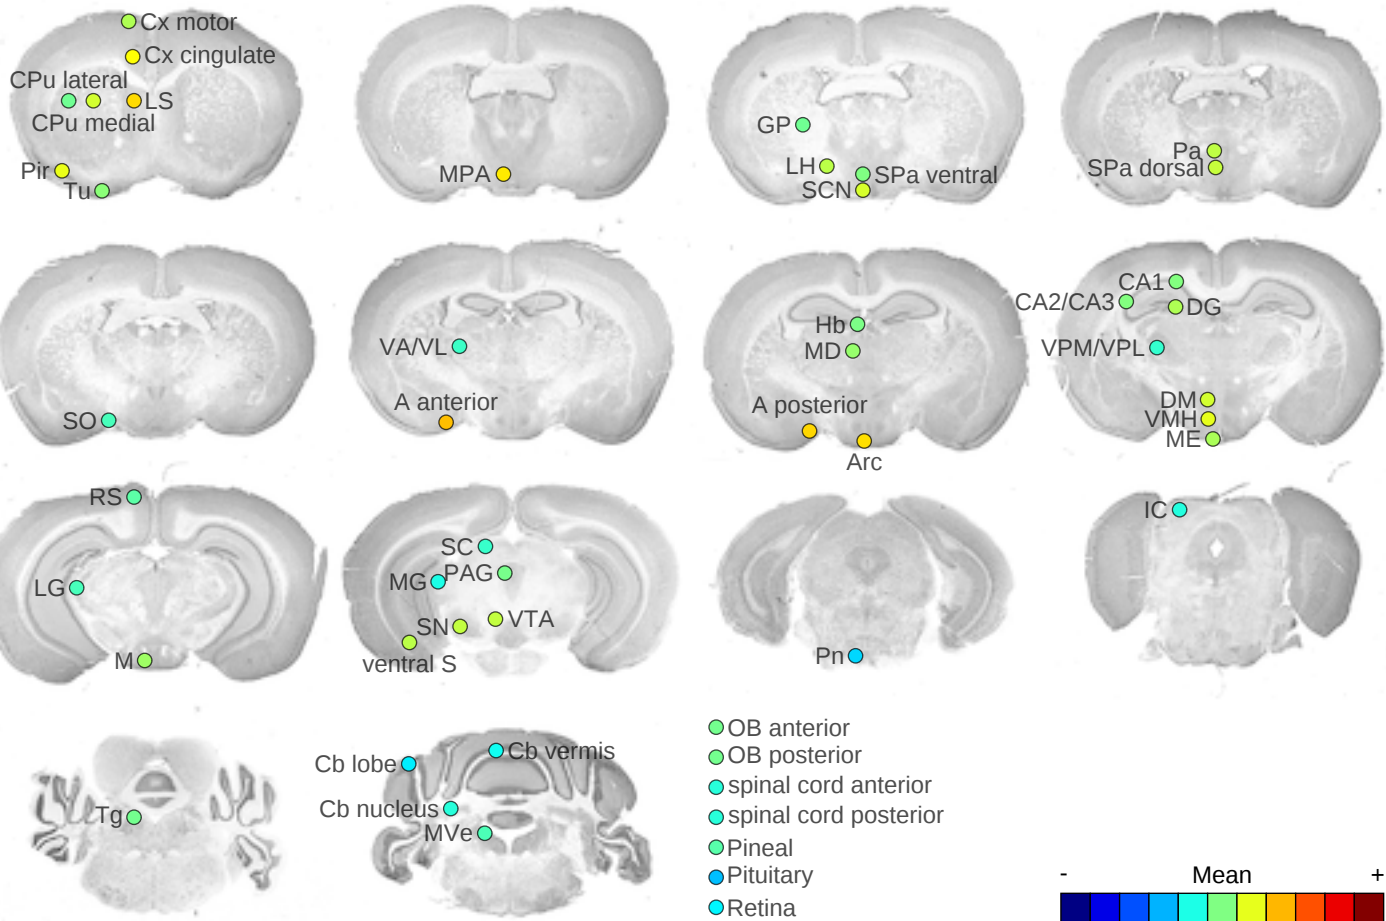 Cx motor
Cx cingulate
CPu lateral
LS
CPu medial
Pir
Tu
MPA
GP
LH
SPa ventral
SCN
Pa
SPa dorsal
SO
VA/VL
A anterior
Hb
MD
A posterior
Arc
CA1
CA2/CA3
DG
VPM/VPL
DM
VMH
ME
RS
LG
M
SC
MG
PAG
SN
VTA
ventral S
Pn
IC
Tg
Cb lobe
Cb vermis
Cb nucleus
MVe
OB anterior
OB posterior
spinal cord anterior
spinal cord posterior
Pineal
Pituitary
Retina
- Mean +